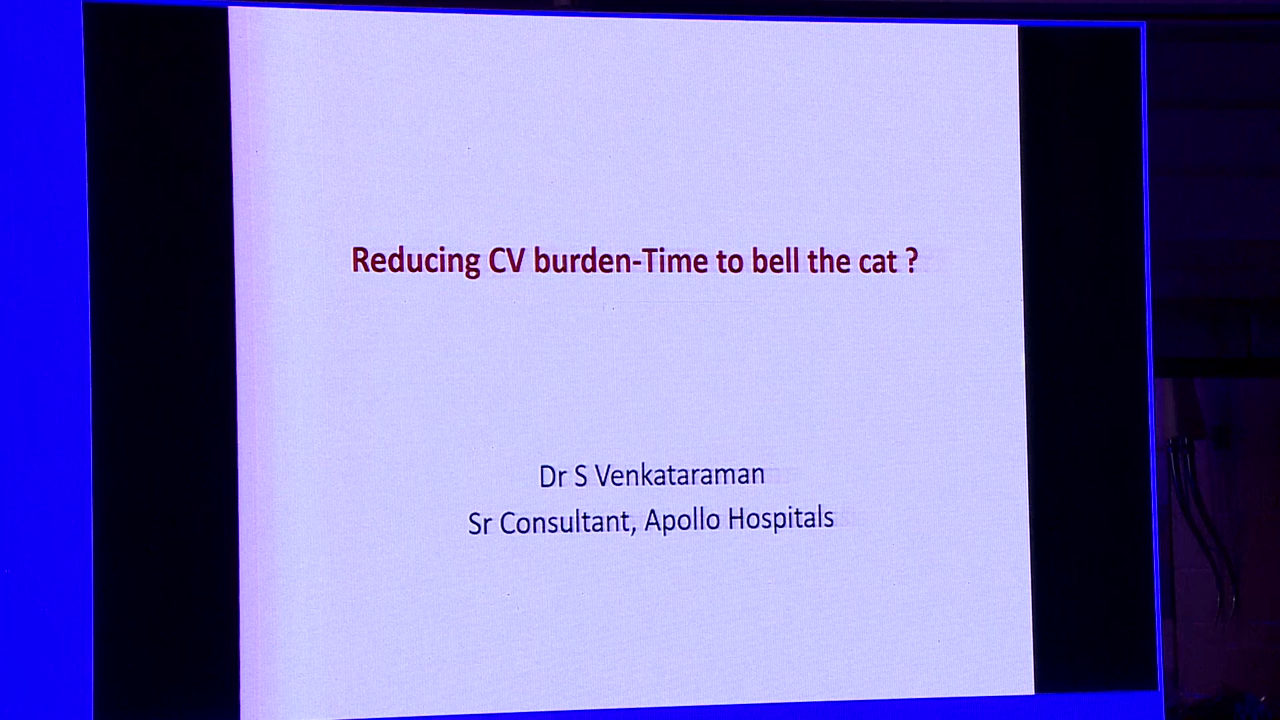 Reducing CV burden-Time to bell the cat ?
Dr S Venkataraman
Sr Consultant, Apollo Hospitals